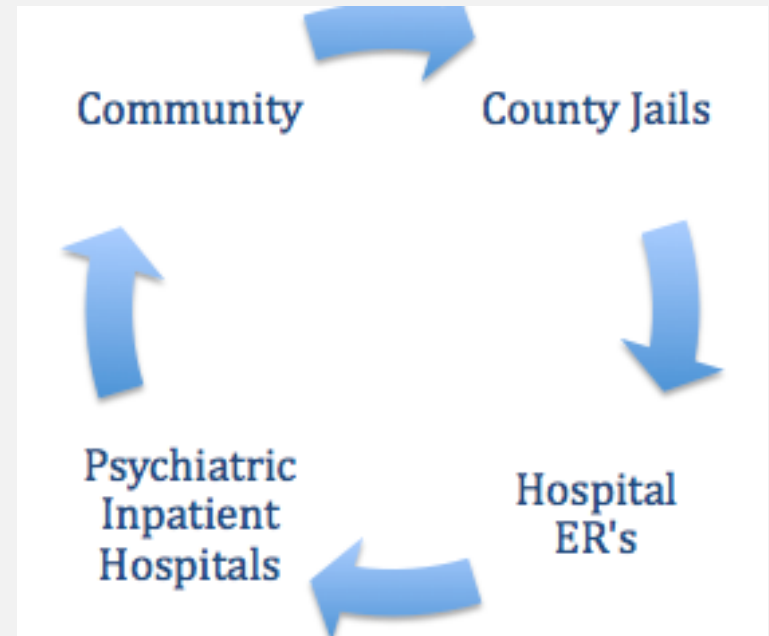 Community
County Jails
Psychiatric
Inpatient
Hospitals
Hospital
ER's